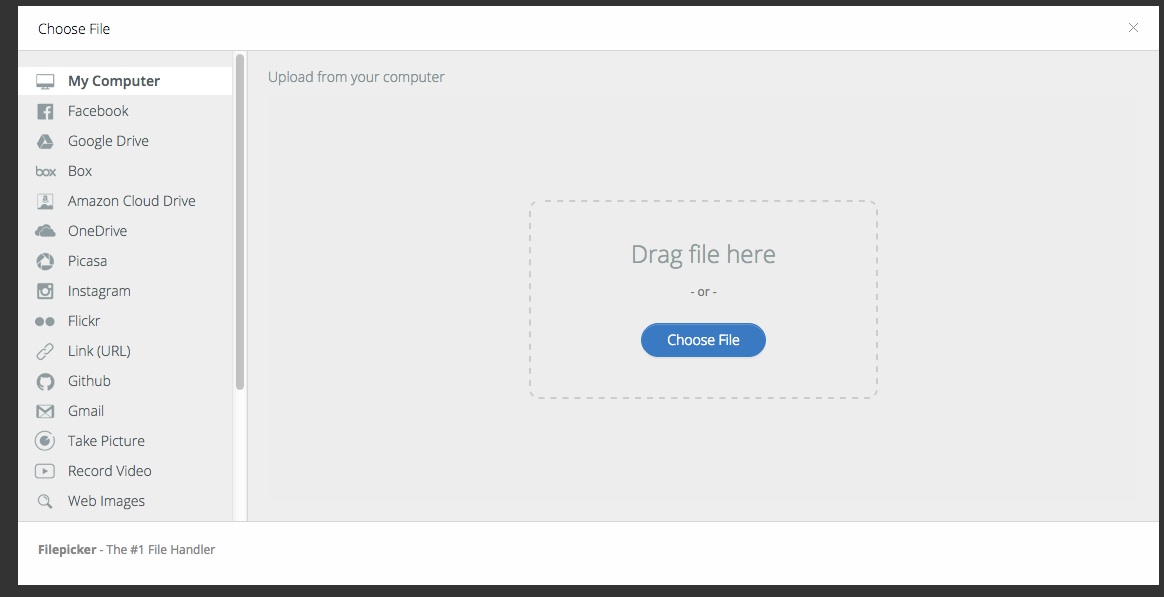 Choose File
My Computer
Facebook
Google Drive
box Box
Amazon Cloud Drive
OneDrive
Picasa
Instagram
Flickr
Link (URL)
Github
Gmail
Take Picture
Record Video
Web Images
Upload from your computer
Drag file here
- or -
Choose File
Filepicker - The #1 File Handler